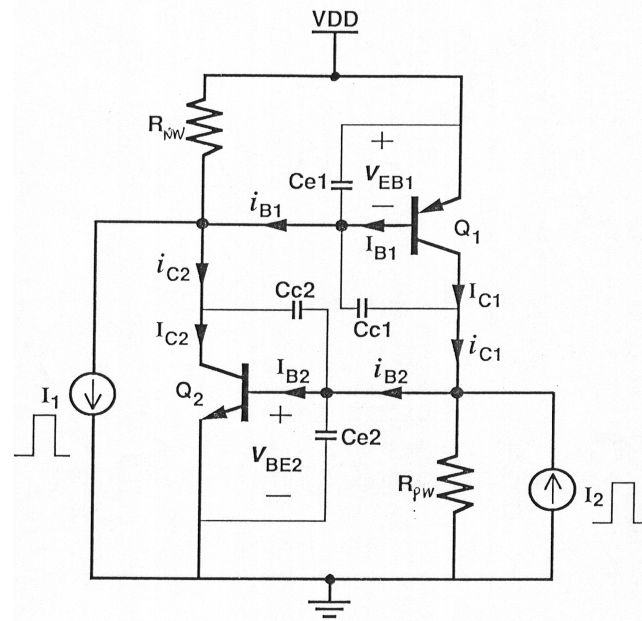 VDD
R_NW
Ce1
+
V_EB1
−
i_B1
I_B1
Q_1
i_C2
Cc2
Cc1
I_C1
I_C2
i_C1
I_B2
i_B2
Q_2
I_1
+
V_BE2
−
Ce2
R_PW
I_2